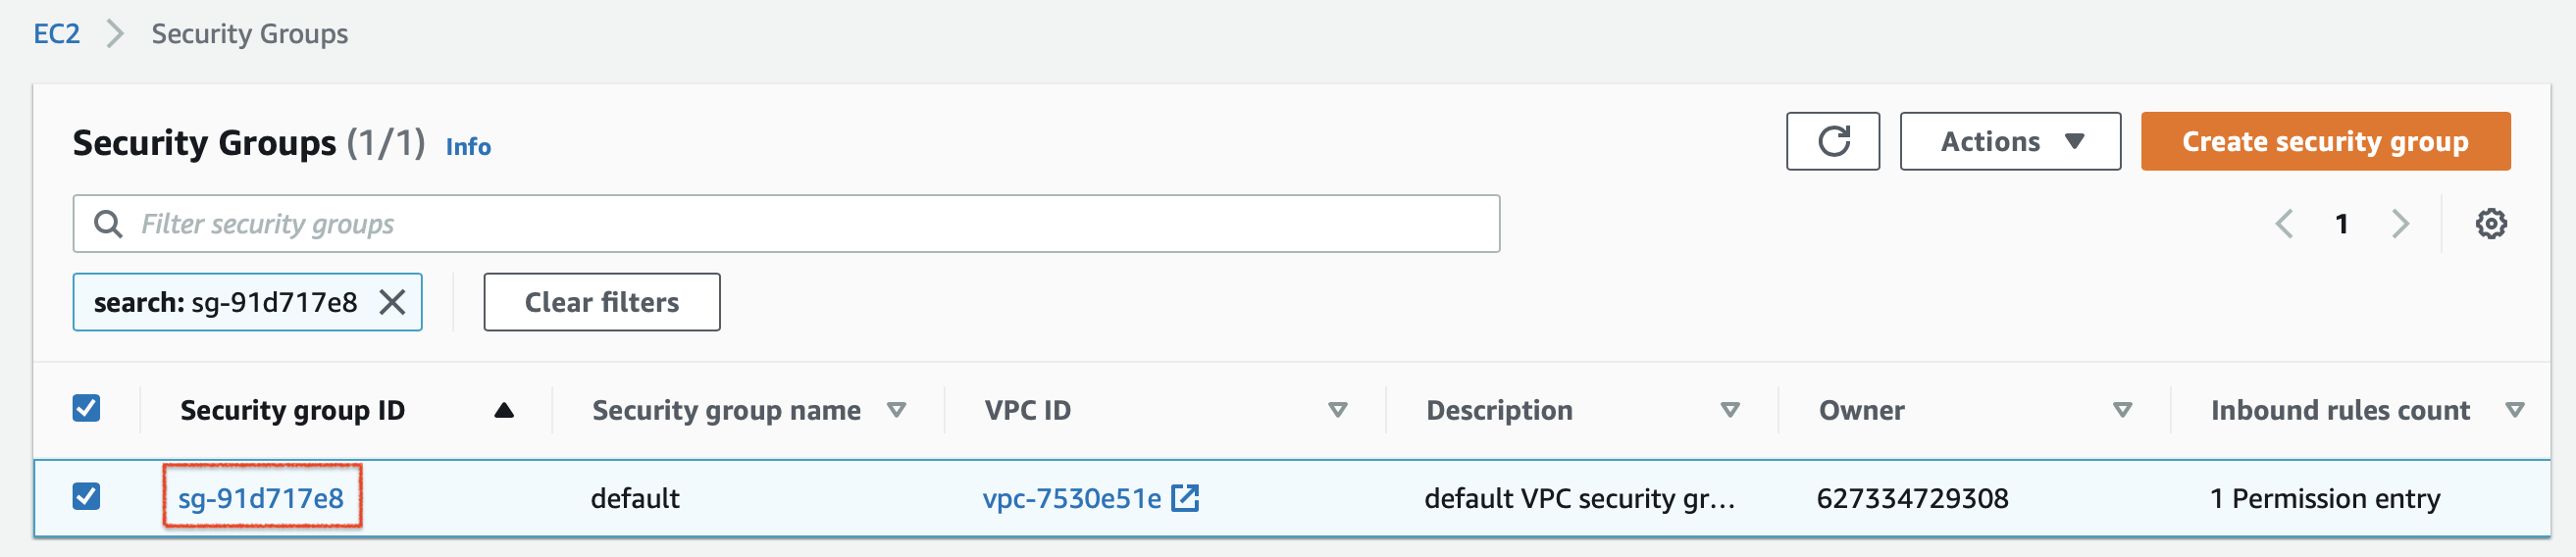 EC2 Security Groups
Security Groups (1/1) Info
Actions
Create security group
Filter security groups
1
search: sg-91d717e8
Clear filters
Security group ID Security group name VPC ID Description Owner Inbound rules count
sg-91d717e8 default vpc-7530e51e default VPC security gr... 627334729308 1 Permission entry